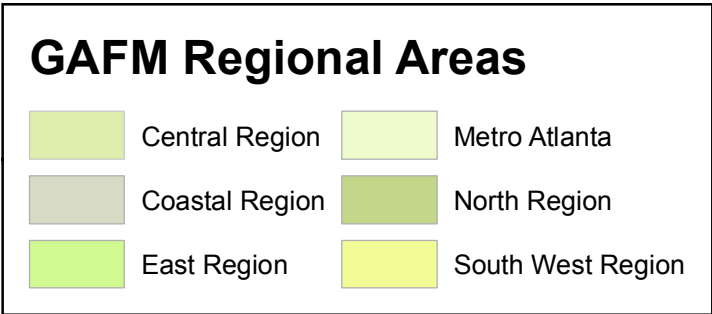 GAFM Regional Areas
Central Region
Metro Atlanta
Coastal Region
North Region
East Region
South West Region